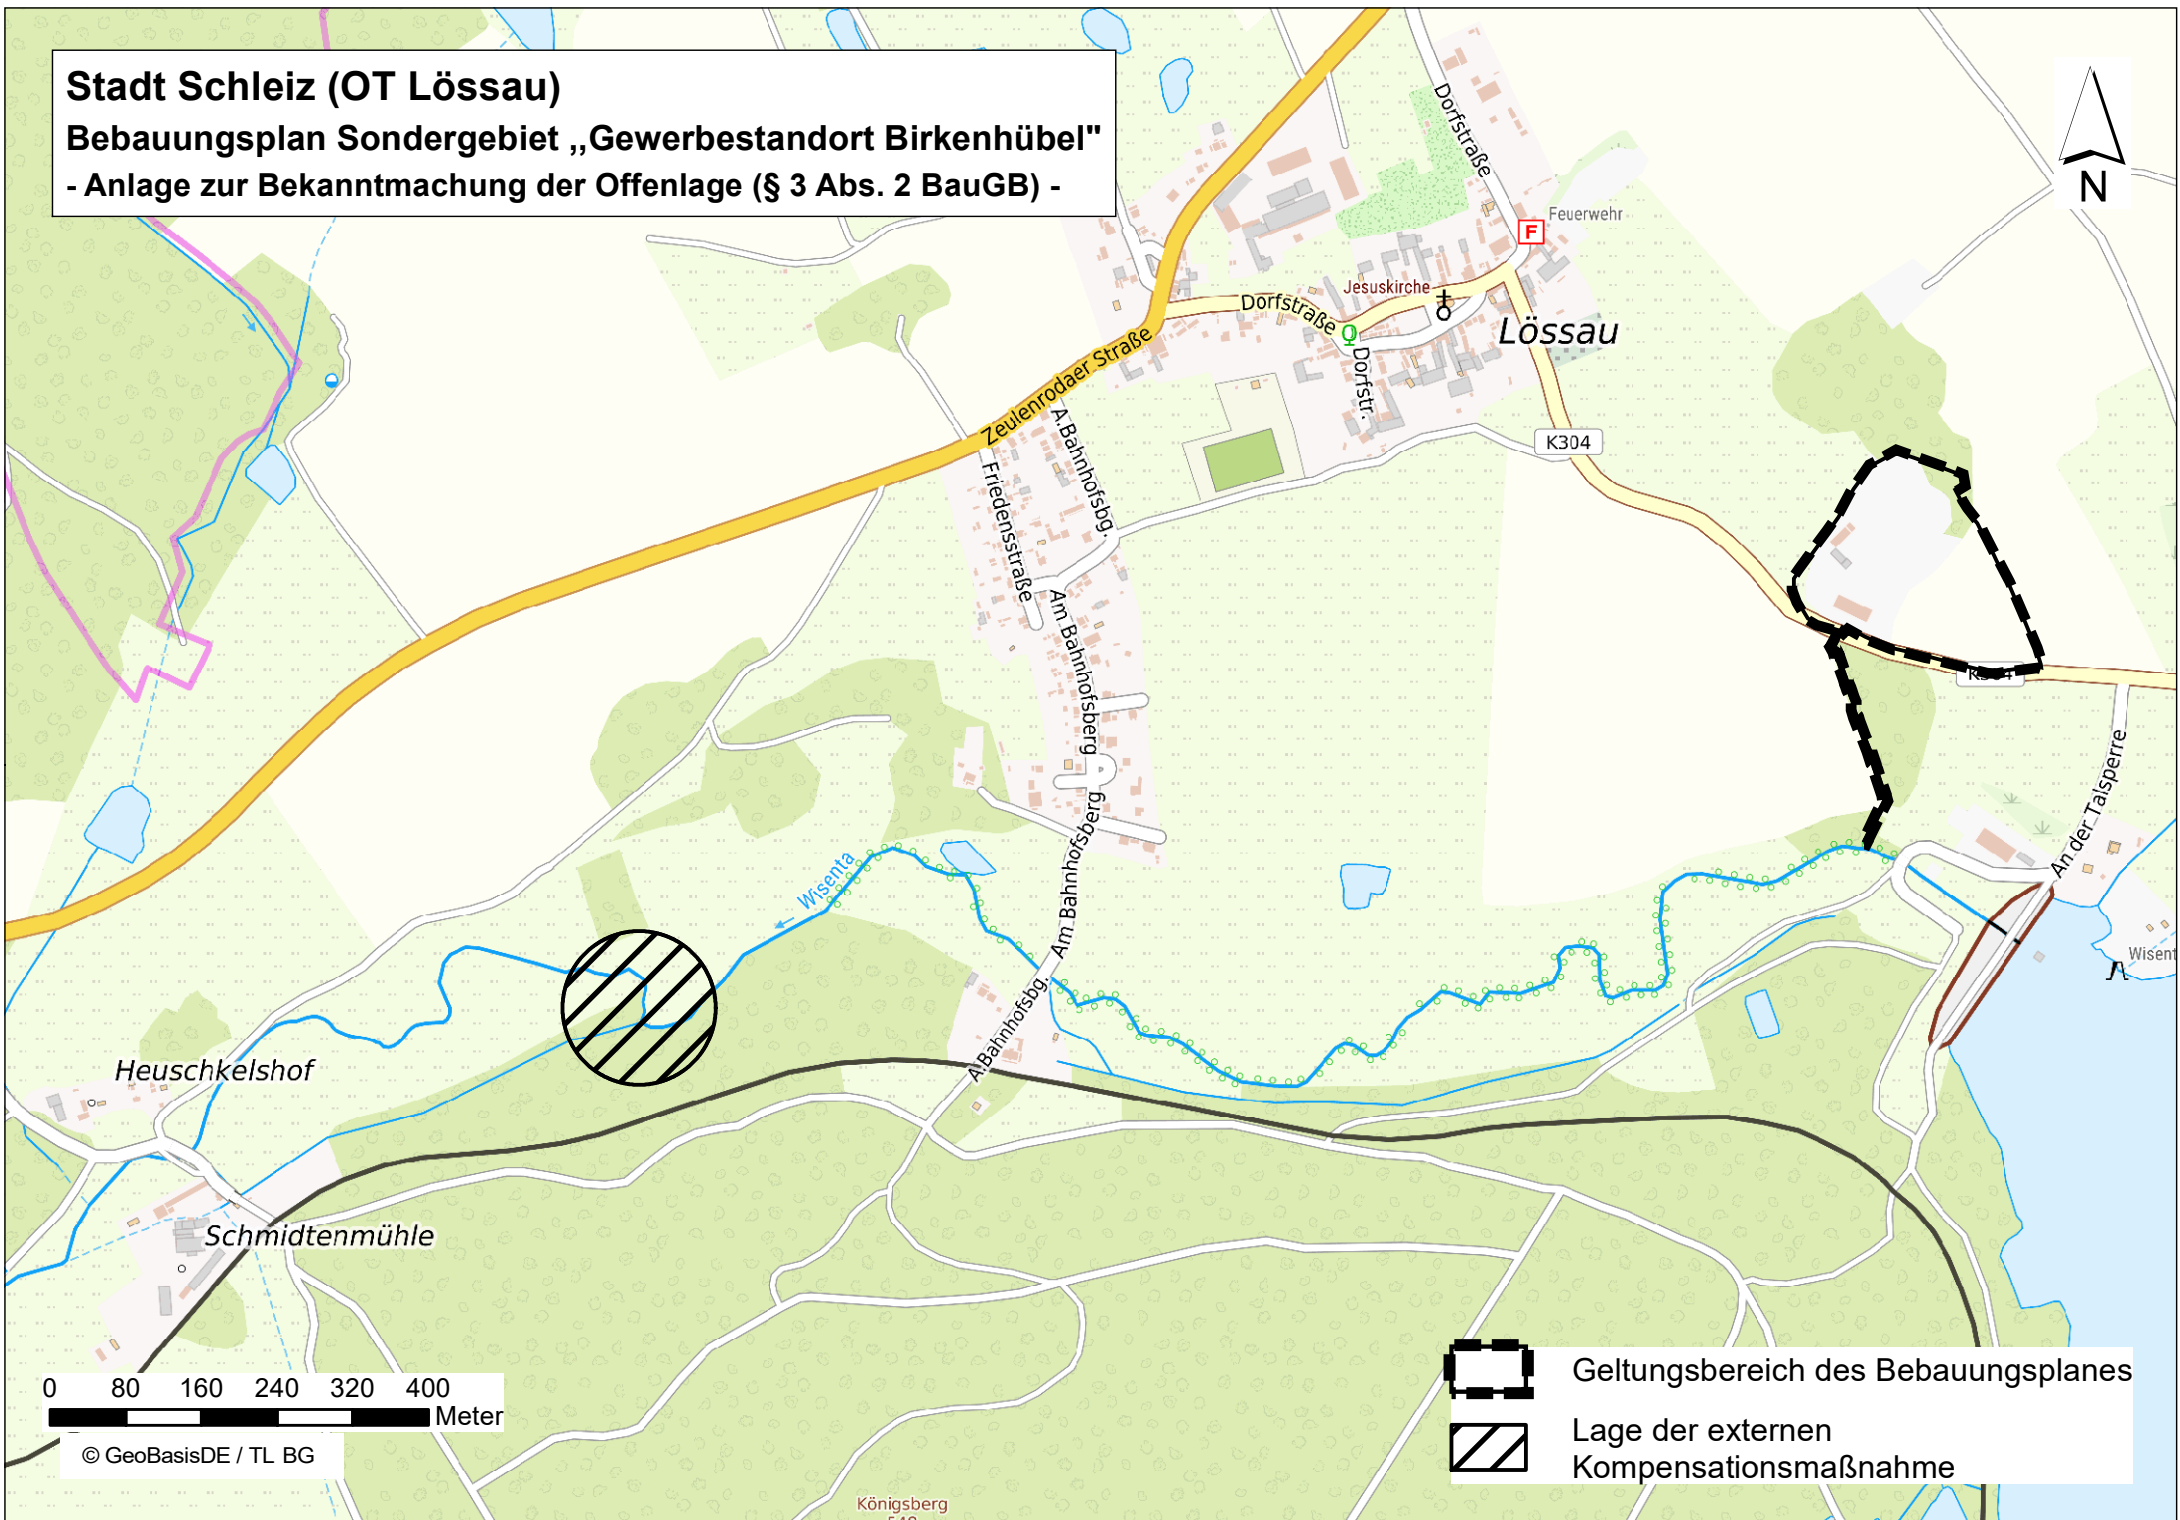 Stadt Schleiz (OT Lössau)
Bebauungsplan Sondergebiet ,,Gewerbestandort Birkenhübel"
- Anlage zur Bekanntmachung der Offenlage (§ 3 Abs. 2 BauGB) -
N
Dorfstraße
Feuerwehr
F
Jesuskirche
Dorfstraße
Lössau
Dorfstr.
Zeulenrodaer Straße
A.Bahnhofsbg.
K304
Friedensstraße
Am Bahnhofsberg
K304
An der Talsperre
Am Bahnhofsberg
Wisenta
Wisent
A.Bahnhofsbg.
Heuschkelshof
Schmidtenmühle
0 80 160 240 320 400
Meter
© GeoBasisDE / TL BG
Geltungsbereich des Bebauungsplanes
Lage der externen
Kompensationsmaßnahme
Königsberg